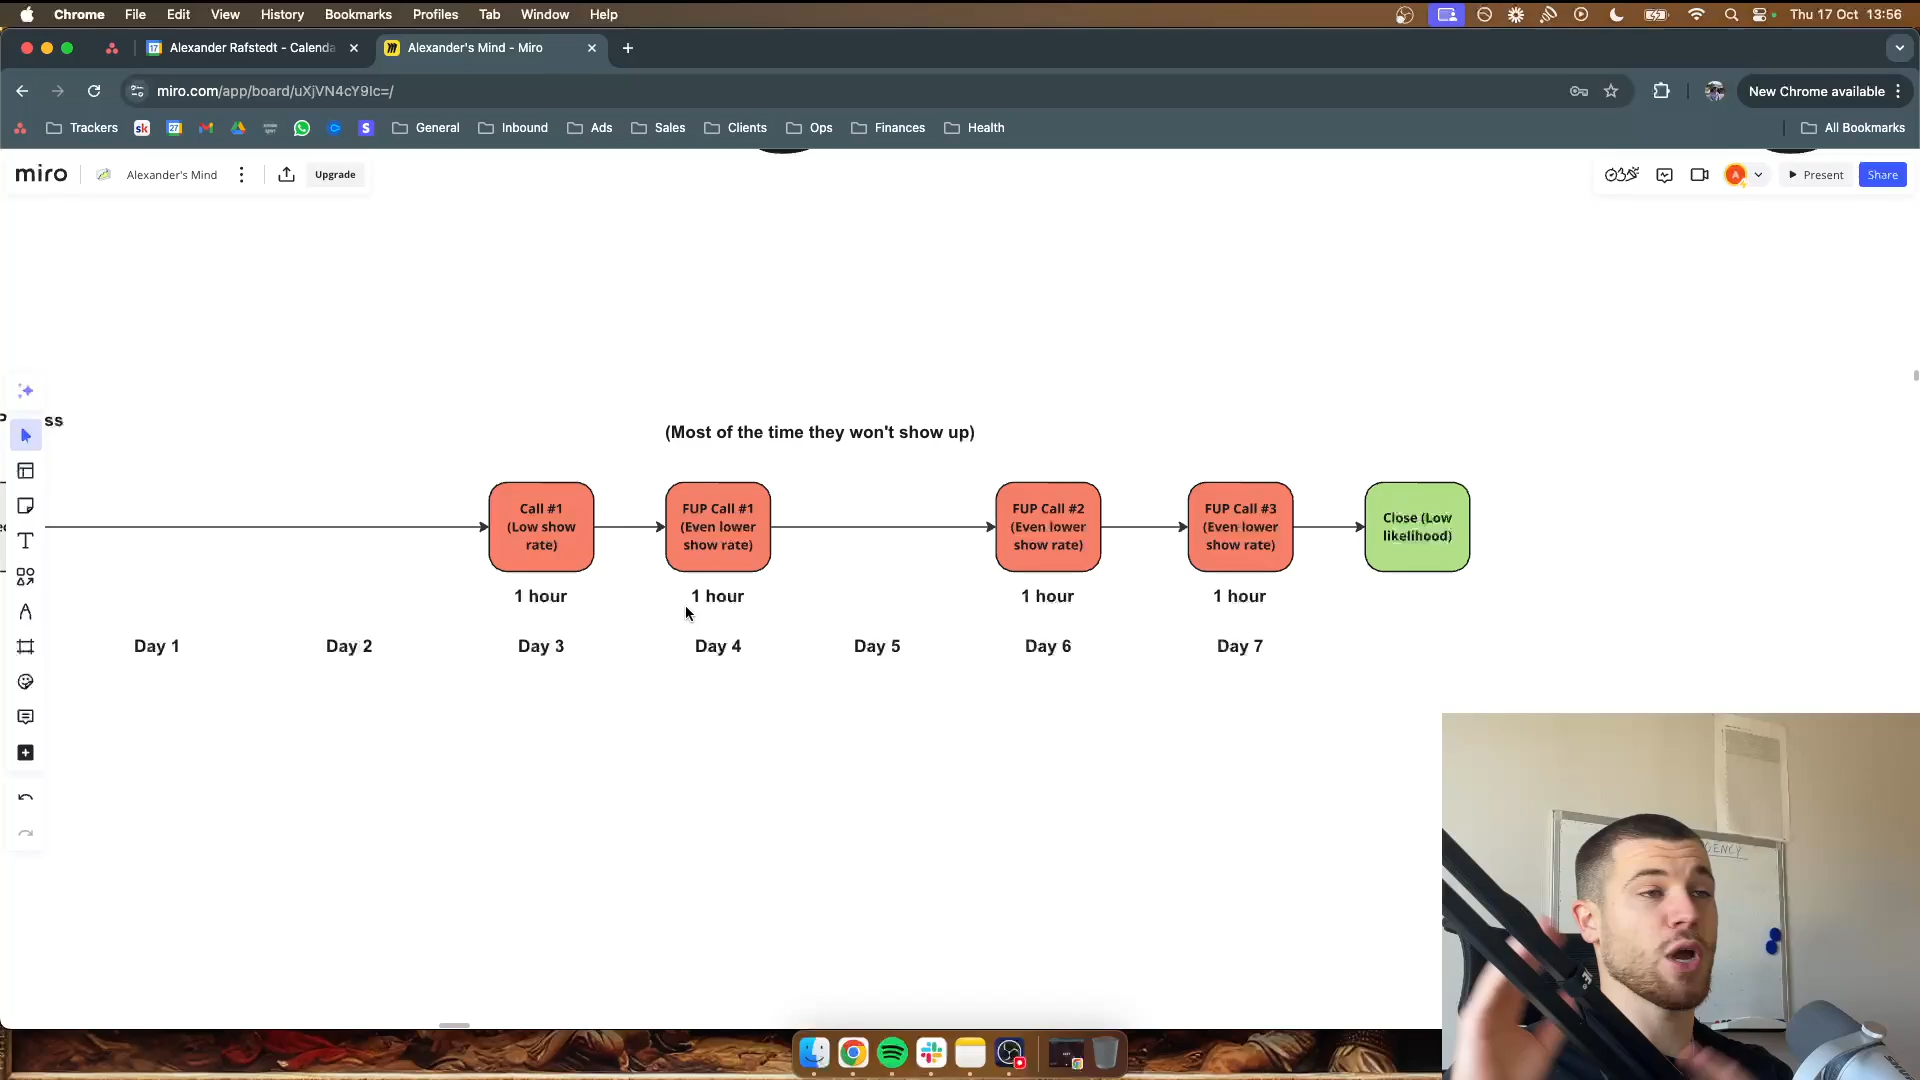 Chrome File Edit View History Bookmarks Profiles Tab Window Help
Thu 17 Oct 13:56
Alexander Rafstedt - Calenda
Alexander's Mind - Miro
miro.com/app/board/uXjVN4cY9Ic=/
New Chrome available
Trackers
sk
27
S
General
Inbound
Ads
Sales
Clients
Ops
Finances
Health
All Bookmarks
miro
Alexander's Mind
Upgrade
A
Present
Share
ss
(Most of the time they won't show up)
Call #1
(Low show
rate)
FUP Call #1
(Even lower
show rate)
FUP Call #2
(Even lower
show rate)
FUP Call #3
(Even lower
show rate)
Close (Low
likelihood)
1 hour
1 hour
1 hour
1 hour
Day 1
Day 2
Day 3
Day 4
Day 5
Day 6
Day 7